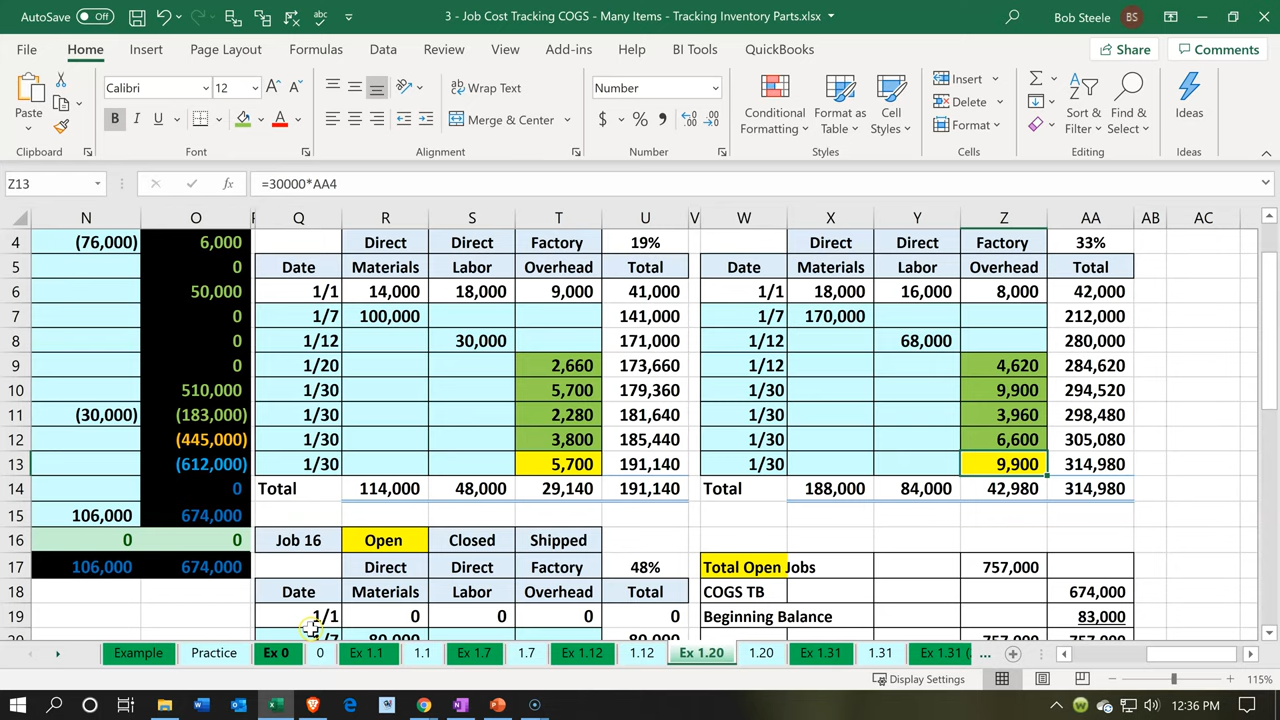 AutoSave Off 3 - Job Cost Tracking COGS - Many Items - Tracking Inventory Parts.xlsx Bob Steele BS
File Home Insert Page Layout Formulas Data Review View Add-ins Help BI Tools QuickBooks Share Comments
Calibri 12 Wrap Text Number Insert
Paste Merge & Center Conditional Formatting Format as Table Cell Styles Delete Format Sort & Filter Find & Select Ideas
Clipboard Font Alignment Number Styles Cells Editing Ideas
Z13 fx =30000*AA4
N O Q R S T U V W X Y Z AA AB AC
4 (76,000) 6,000 Direct Direct Factory 19% Direct Direct Factory 33%
5 0 Date Materials Labor Overhead Total Date Materials Labor Overhead Total
6 50,000 1/1 14,000 18,000 9,000 41,000 1/1 18,000 16,000 8,000 42,000
7 0 1/7 100,000 141,000 1/7 170,000 212,000
8 0 1/12 30,000 171,000 1/12 68,000 280,000
9 0 1/20 2,660 173,660 1/12 4,620 284,620
10 510,000 1/30 5,700 179,360 1/30 9,900 294,520
11 (30,000) (183,000) 1/30 2,280 181,640 1/30 3,960 298,480
12 (445,000) 1/30 3,800 185,440 1/30 6,600 305,080
13 (612,000) 1/30 5,700 191,140 1/30 9,900 314,980
14 0 Total 114,000 48,000 29,140 191,140 Total 188,000 84,000 42,980 314,980
15 106,000 674,000
16 0 0 Job 16 Open Closed Shipped
17 106,000 674,000 Direct Direct Factory 48% Total Open Jobs 757,000
18 Date Materials Labor Overhead Total COGS TB 674,000
19 1/1 0 0 0 0 Beginning Balance 83,000
20 1/7 80,000 80,000 757,000 757,000
Example Practice Ex 0 0 Ex 1.1 1.1 Ex 1.7 1.7 Ex 1.12 1.12 Ex 1.20 1.20 Ex 1.31 1.31 Ex 1.31 (. ...
Display Settings 115%
12:36 PM